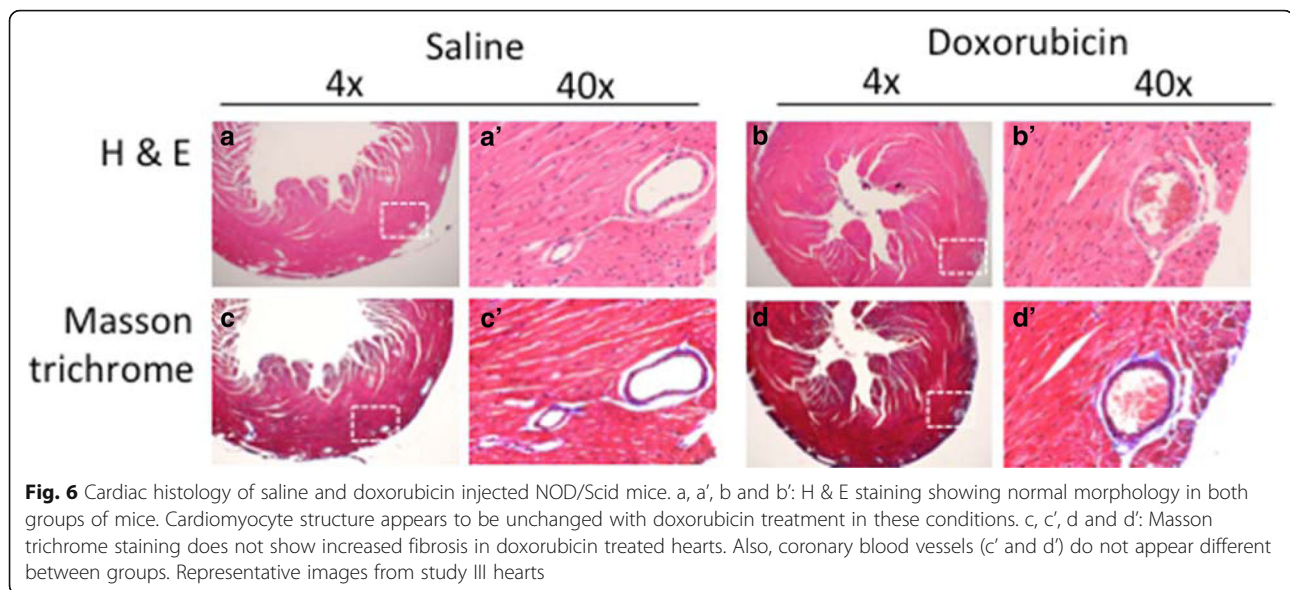 Saline
Doxorubicin
4x
40x
4x
40x
H & E
a
a’
b
b’
Masson
trichrome
c
c’
d
d’
Fig. 6 Cardiac histology of saline and doxorubicin injected NOD/Scid mice. a, a’, b and b’: H & E staining showing normal morphology in both
groups of mice. Cardiomyocyte structure appears to be unchanged with doxorubicin treatment in these conditions. c, c’, d and d’: Masson
trichrome staining does not show increased fibrosis in doxorubicin treated hearts. Also, coronary blood vessels (c’ and d’) do not appear different
between groups. Representative images from study III hearts